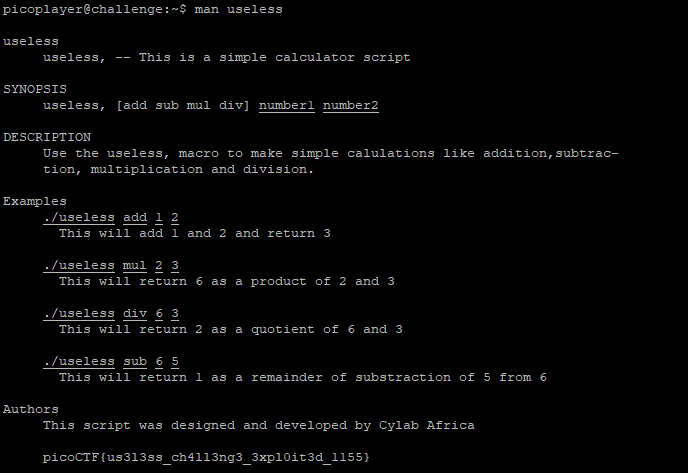 picoplayer@challenge:~$ man useless
useless
useless, -- This is a simple calculator script
SYNOPSIS
useless, [add sub mul div] number1 number2
DESCRIPTION
Use the useless, macro to make simple calulations like addition,subtrac-
tion, multiplication and division.
Examples
./useless add 1 2
This will add 1 and 2 and return 3
./useless mul 2 3
This will return 6 as a product of 2 and 3
./useless div 6 3
This will return 2 as a quotient of 6 and 3
./useless sub 6 5
This will return 1 as a remainder of substraction of 5 from 6
Authors
This script was designed and developed by Cylab Africa
picoCTF{us3l3ss_ch4ll3ng3_3xpl0it3d_1155}